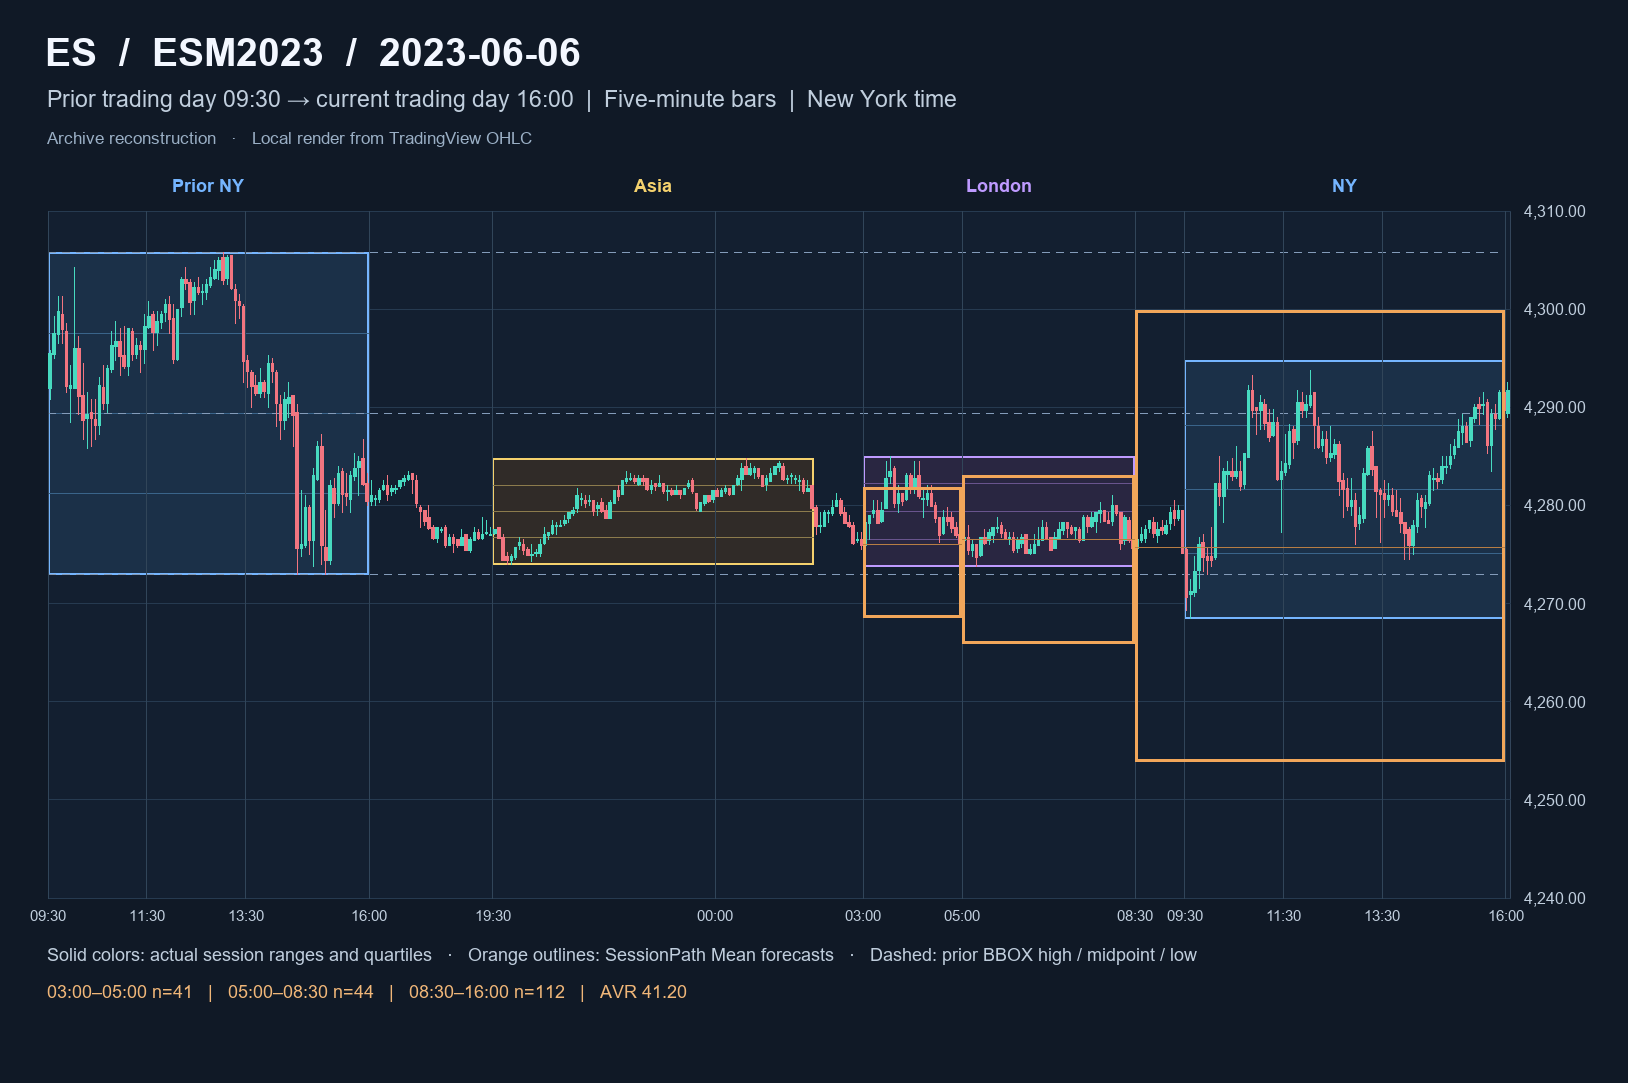 ES / ESM2023 / 2023-06-06
Prior trading day 09:30 → current trading day 16:00 | Five-minute bars | New York time
Archive reconstruction · Local render from TradingView OHLC
Prior NY Asia London NY
4,310.00
4,300.00
4,290.00
4,280.00
4,270.00
4,260.00
4,250.00
4,240.00
09:30 11:30 13:30 16:00 19:30 00:00 03:00 05:00 08:30 09:30 11:30 13:30 16:00
Solid colors: actual session ranges and quartiles · Orange outlines: SessionPath Mean forecasts · Dashed: prior BBOX high / midpoint / low
03:00–05:00 n=41 | 05:00–08:30 n=44 | 08:30–16:00 n=112 | AVR 41.20